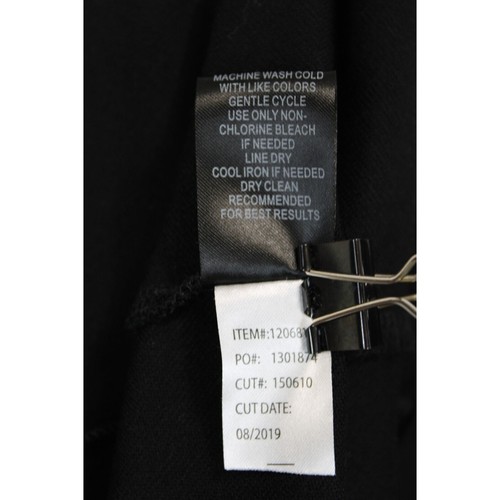 MACHINE WASH COLD
WITH LIKE COLORS
GENTLE CYCLE
USE ONLY NON-
CHLORINE BLEACH
IF NEEDED
LINE DRY
COOL IRON IF NEEDED
DRY CLEAN
RECOMMENDED
FOR BEST RESULTS
ITEM#:
PO#: 1301874
CUT#: 150610
CUT DATE:
08/2019